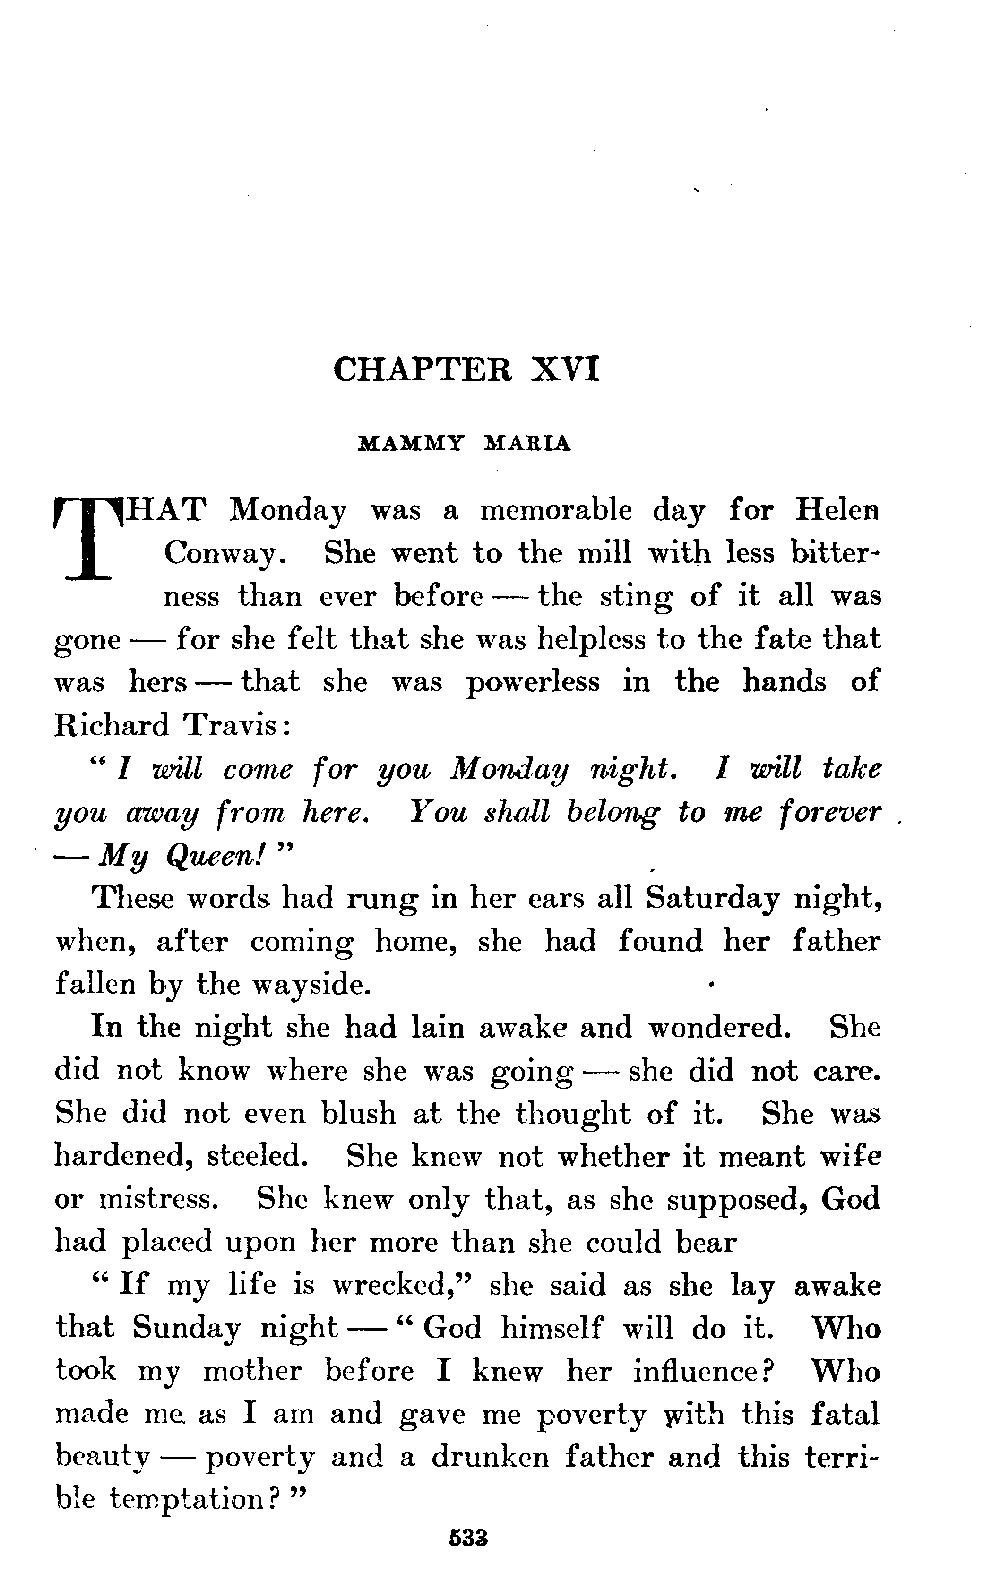 CHAPTER XVI
MAMMY MARIA
THAT Monday was a memorable day for Helen
Conway. She went to the mill with less bitter-
ness than ever before — the sting of it all was
gone — for she felt that she was helpless to the fate that
was hers — that she was powerless in the hands of
Richard Travis:
“ I will come for you Monday night. I will take
you away from here. You shall belong to me forever
— My Queen! ”
These words had rung in her ears all Saturday night,
when, after coming home, she had found her father
fallen by the wayside.
In the night she had lain awake and wondered. She
did not know where she was going — she did not care.
She did not even blush at the thought of it. She was
hardened, steeled. She knew not whether it meant wife
or mistress. She knew only that, as she supposed, God
had placed upon her more than she could bear
“ If my life is wrecked,” she said as she lay awake
that Sunday night — “ God himself will do it. Who
took my mother before I knew her influence? Who
made me as I am and gave me poverty with this fatal
beauty — poverty and a drunken father and this terri-
ble temptation? ”
533